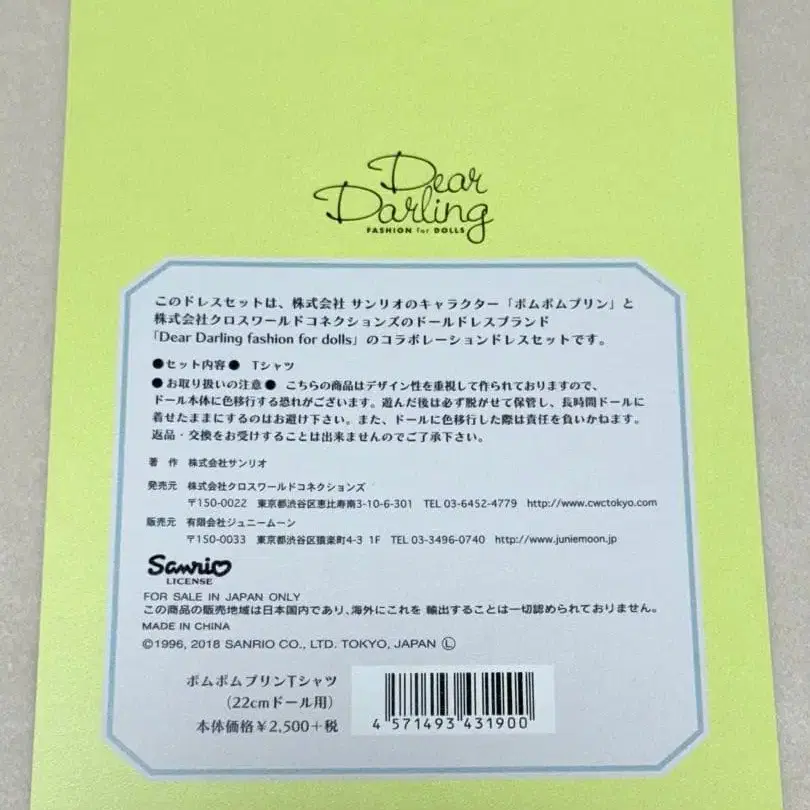 Dear
Darling
FASHION for DOLLS
このドレスセットは、株式会社 サンリオのキャラクター「ポムポムプリン」と
株式会社クロスワールドコネクションズのドールドレスブランド
「Dear Darling fashion for dolls」のコラボレーションドレスセットです。
●セット内容● Tシャツ
●お取り扱いの注意● こちらの商品はデザイン性を重視して作られておりますので、
ドール本体に色移行する恐れがございます。遊んだ後は必ず脱がせて保管し、長時間ドールに
着せたままにするのはお避け下さい。また、ドールに色移行した際は責任を負いかねます。
返品・交換をお受けすることは出来ませんのでご了承下さい。
著 作 株式会社サンリオ
発売元 株式会社クロスワールドコネクションズ
〒150-0022 東京都渋谷区恵比寿南3-10-6-301 TEL 03-6452-4779 http://www.cwctokyo.com
販売元 有限会社ジュニームーン
〒150-0033 東京都渋谷区猿楽町4-3 1F TEL 03-3496-0740 http://www.juniemoon.jp
Sanrio
LICENSE
FOR SALE IN JAPAN ONLY
この商品の販売地域は日本国内であり、海外にこれを 輸出することは一切認められておりません。
MADE IN CHINA
©1996, 2018 SANRIO CO., LTD. TOKYO, JAPAN Ⓛ
ポムポムプリンTシャツ
（22cmドール用）
本体価格￥2,500+税
4 571493 431900